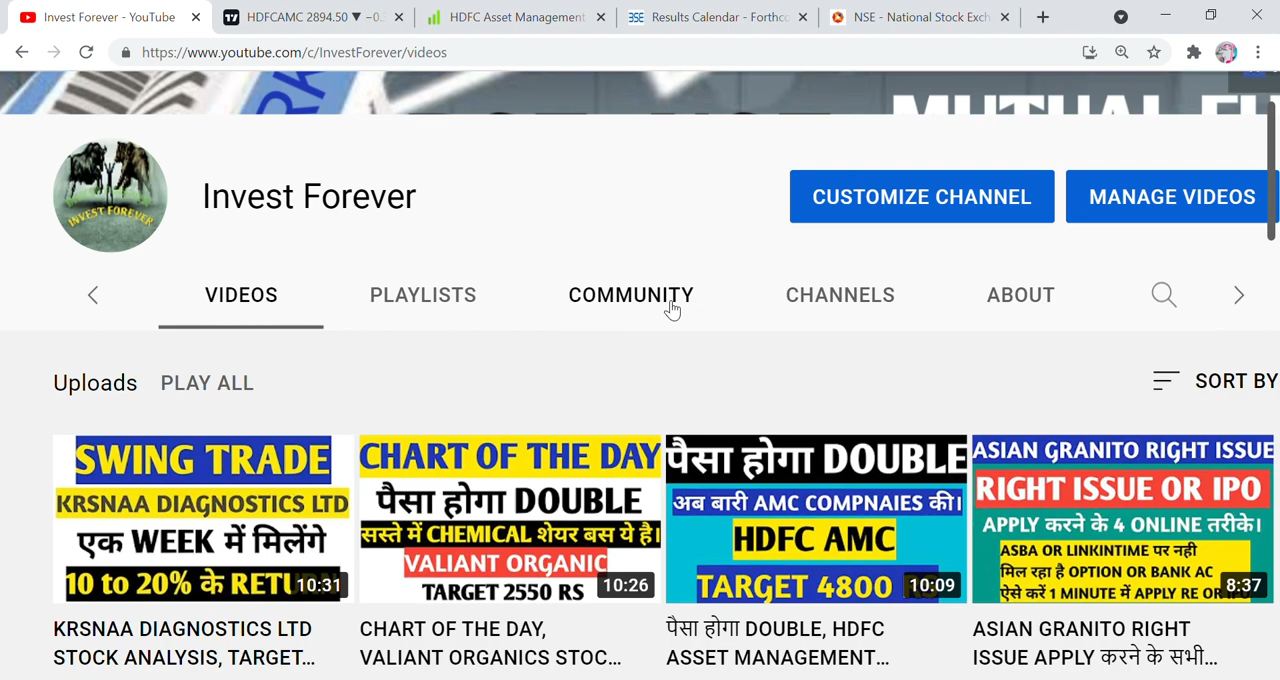 Invest Forever - YouTube
HDFCAMC 2894.50 ▼ −0.
HDFC Asset Management
Results Calendar - Forthco
NSE - National Stock Exch
https://www.youtube.com/c/InvestForever/videos
MUTUAL FU
INVEST FOREVER
Invest Forever
CUSTOMIZE CHANNEL
MANAGE VIDEOS
VIDEOS
PLAYLISTS
COMMUNITY
CHANNELS
ABOUT
Uploads
PLAY ALL
SORT BY
SWING TRADE
KRSNAA DIAGNOSTICS LTD
एक WEEK में मिलेंगे
10 to 20% के RETU
10:31
KRSNAA DIAGNOSTICS LTD
STOCK ANALYSIS, TARGET...
CHART OF THE DAY
पैसा होगा DOUBLE
सस्ते में CHEMICAL शेयर बस ये है।
VALIANT ORGANIC
TARGET 2550 RS
10:26
CHART OF THE DAY,
VALIANT ORGANICS STOC...
पैसा होगा DOUBLE
अब बारी AMC COMPNAIES की।
HDFC AMC
TARGET 4800
10:09
पैसा होगा DOUBLE, HDFC
ASSET MANAGEMENT...
ASIAN GRANITO RIGHT ISSUE
RIGHT ISSUE OR IPO
APPLY करने के 4 ONLINE तरीके।
ASBA OR LINKINTIME पर नही
मिल रहा है OPTION OR BANK AC
ऐसे करें 1 MINUTE में APPLY RE OR
8:37
ASIAN GRANITO RIGHT
ISSUE APPLY करने के सभी...